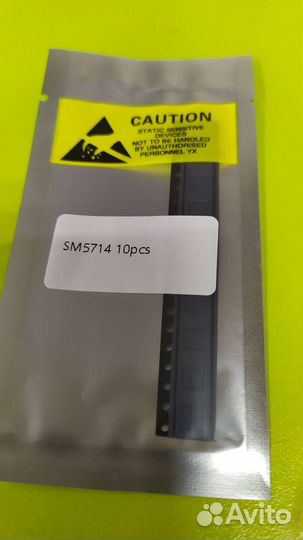 CAUTION
STATIC SENSITIVE
DEVICES
NOT TO BE HANDLED
BY UNAUTHORISED
PERSONNEL YX
SM5714 10pcs
Avito